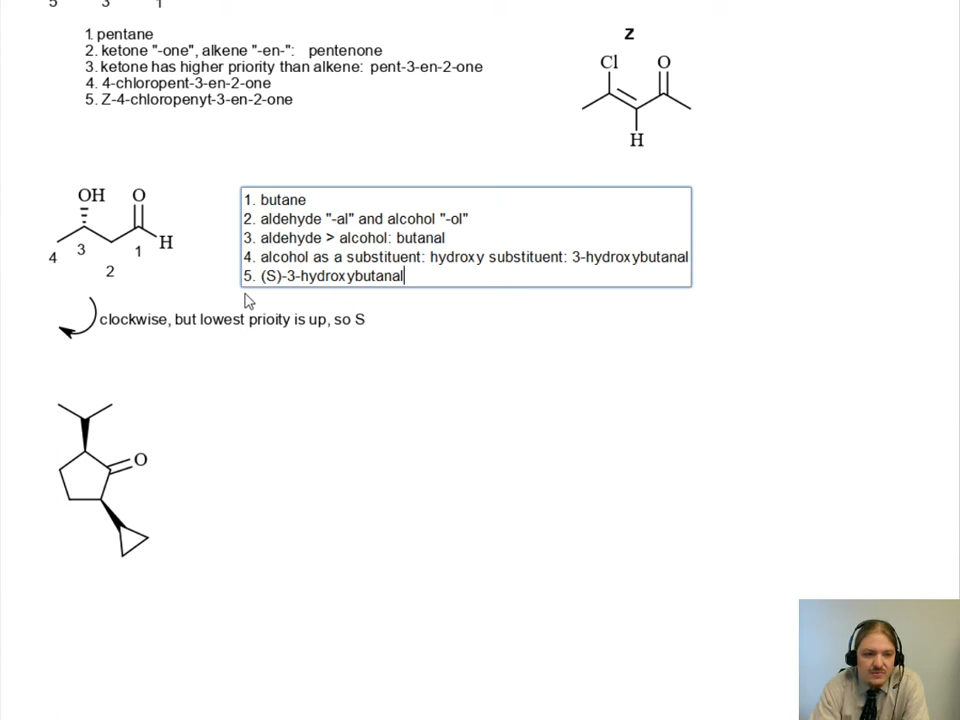 5 3 1
1. pentane
2. ketone "-one", alkene "-en-": pentenone
3. ketone has higher priority than alkene: pent-3-en-2-one
4. 4-chloropent-3-en-2-one
5. Z-4-chloropenyt-3-en-2-one
Z
Cl O
H
OH O
H
4 3 1
2
1. butane
2. aldehyde "-al" and alcohol "-ol"
3. aldehyde > alcohol: butanal
4. alcohol as a substituent: hydroxy substituent: 3-hydroxybutanal
5. (S)-3-hydroxybutanal
clockwise, but lowest prioity is up, so S
O